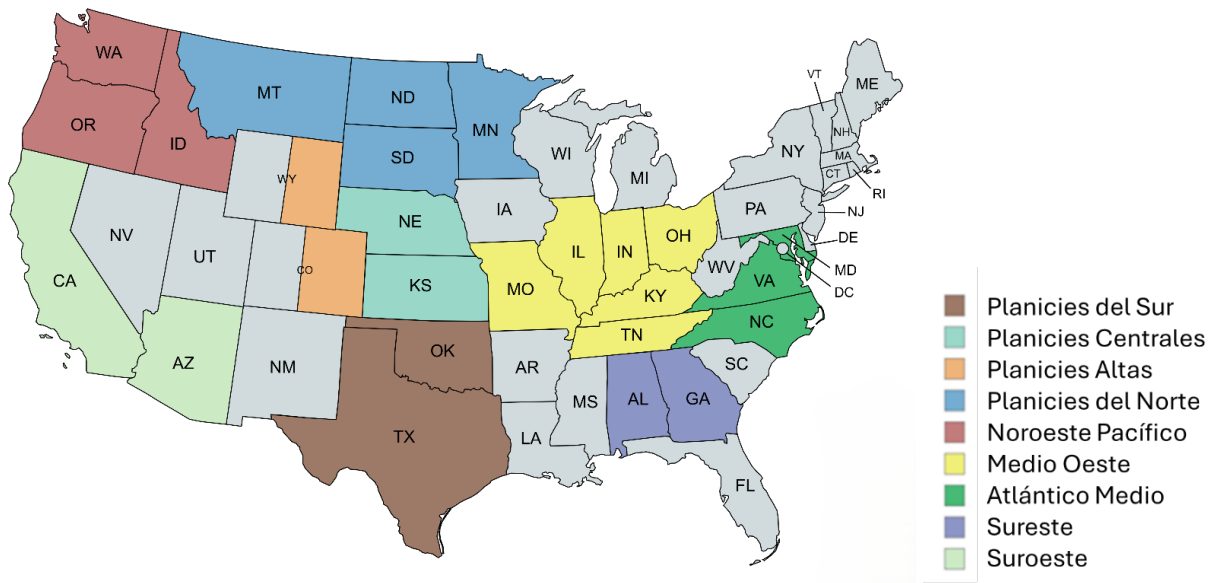 WA
MT
ND
MN
OR
ID
SD
WY
WI
MI
VT
ME
NH
NY
MA
CT
RI
NV
UT
CO
NE
IA
PA
NJ
CA
KS
IL
IN
OH
DE
MD
WV
VA
DC
MO
KY
NC
TN
AZ
NM
OK
AR
SC
TX
MS
AL
GA
LA
FL
Planicies del Sur
Planicies Centrales
Planicies Altas
Planicies del Norte
Noroeste Pacífico
Medio Oeste
Atlántico Medio
Sureste
Suroeste